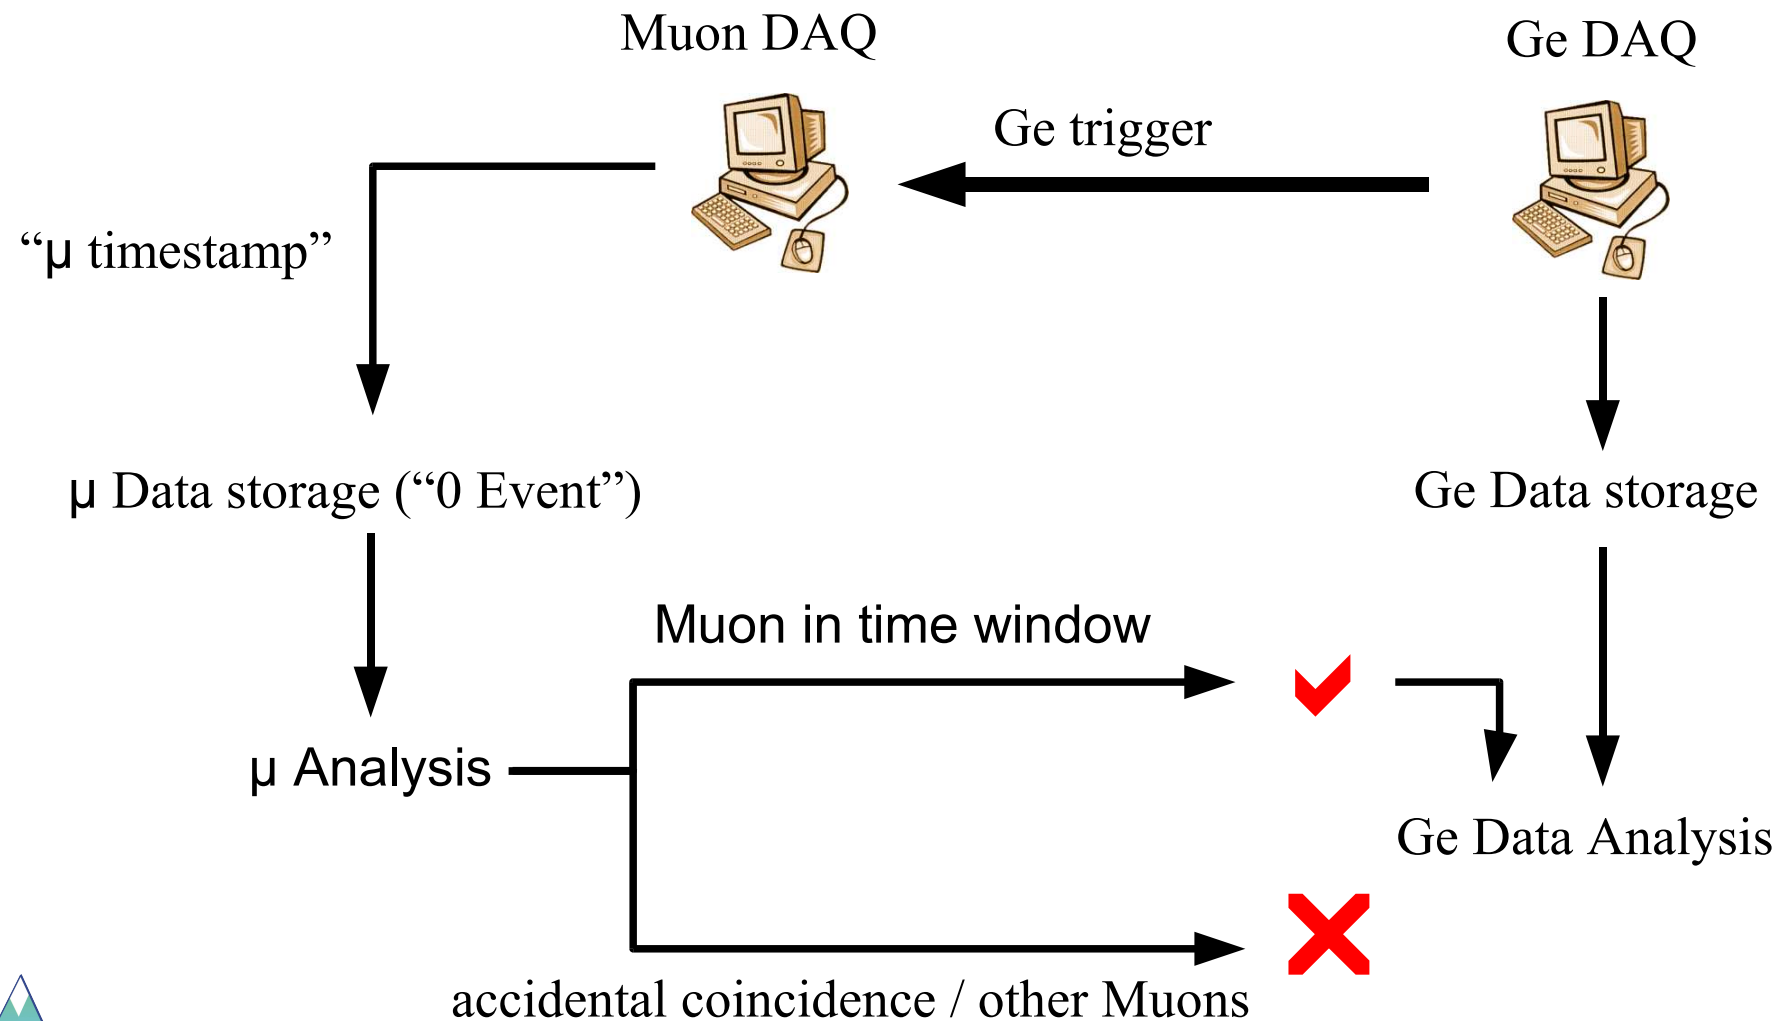 Muon DAQ
Ge DAQ
Ge trigger
“μ timestamp”
μ Data storage (“0 Event”)
Ge Data storage
Muon in time window
μ Analysis
Ge Data Analysis
accidental coincidence / other Muons